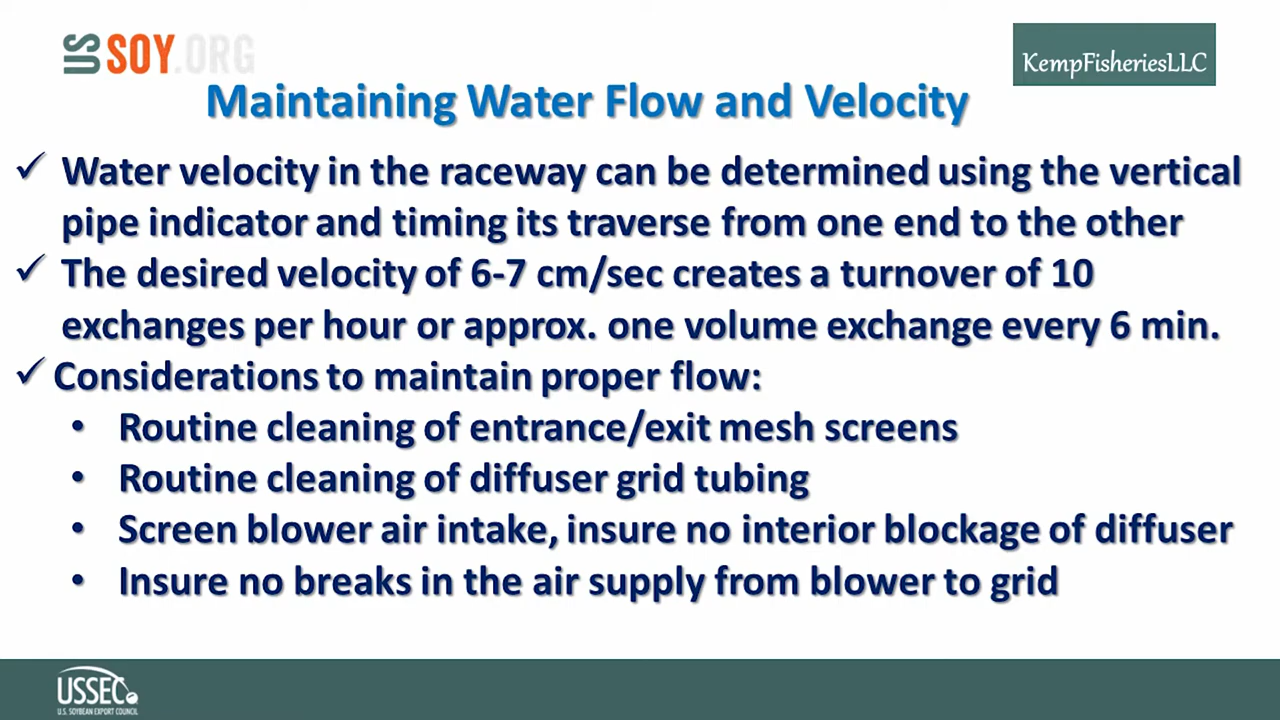 US SOY.ORG
KempFisheriesLLC
Maintaining Water Flow and Velocity
✓ Water velocity in the raceway can be determined using the vertical
pipe indicator and timing its traverse from one end to the other
✓ The desired velocity of 6-7 cm/sec creates a turnover of 10
exchanges per hour or approx. one volume exchange every 6 min.
✓ Considerations to maintain proper flow:
• Routine cleaning of entrance/exit mesh screens
• Routine cleaning of diffuser grid tubing
• Screen blower air intake, insure no interior blockage of diffuser
• Insure no breaks in the air supply from blower to grid
USSEC
U.S. SOYBEAN EXPORT COUNCIL